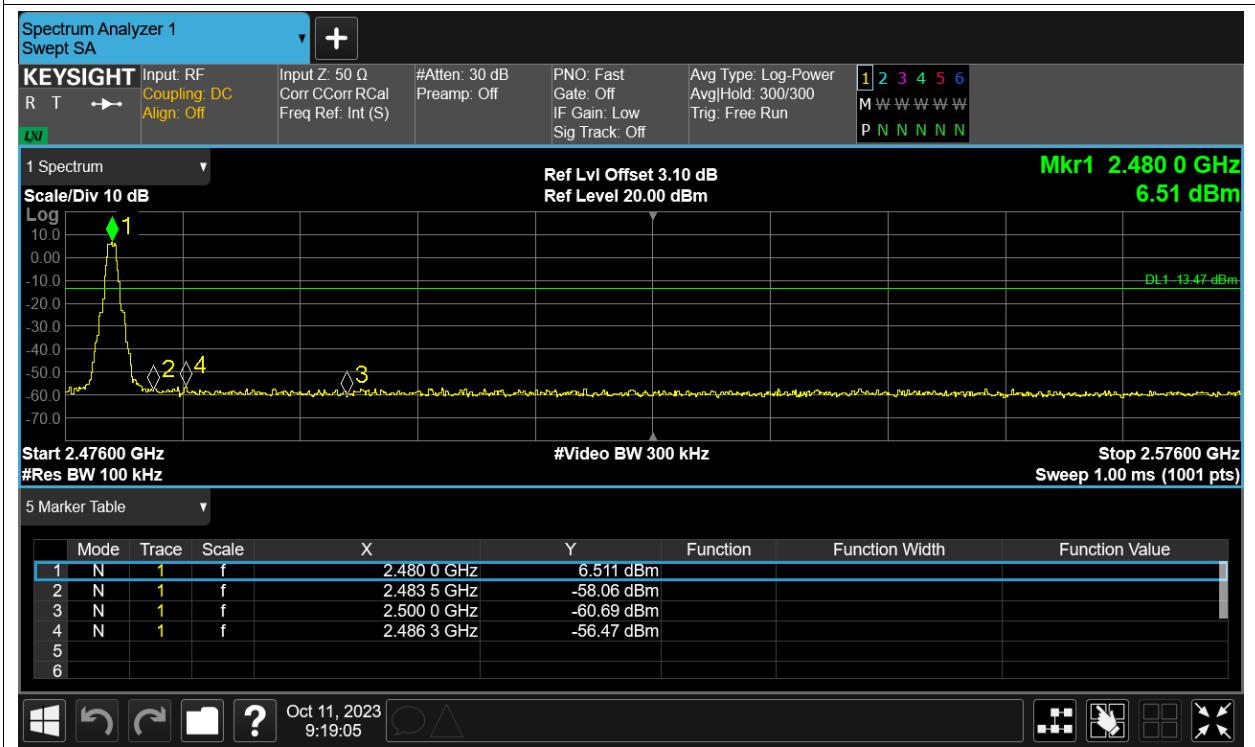 Spectrum Analyzer 1
Swept SA
KEYSIGHT Input: RF Input Z: 50 Ω #Atten: 30 dB PNO: Fast Avg Type: Log-Power 1 2 3 4 5 6
R T Coupling: DC Corr CCorr RCal Preamp: Off Gate: Off Avg|Hold: 300/300 M W W W W W
Align: Off Freq Ref: Int (S) IF Gain: Low Trig: Free Run
LXI Sig Track: Off P N N N N N
1 Spectrum Ref Lvl Offset 3.10 dB Mkr1 2.480 0 GHz
Scale/Div 10 dB Ref Level 20.00 dBm 6.51 dBm
Log
1
10.0
0.00
-10.0 DL1 -13.47 dBm
-20.0
-30.0
-40.0
-50.0 2 4 3
-60.0
-70.0
Start 2.47600 GHz #Video BW 300 kHz Stop 2.57600 GHz
#Res BW 100 kHz Sweep 1.00 ms (1001 pts)
5 Marker Table
Mode Trace Scale X Y Function Function Width Function Value
1 N 1 f 2.480 0 GHz 6.511 dBm
2 N 1 f 2.483 5 GHz -58.06 dBm
3 N 1 f 2.500 0 GHz -60.69 dBm
4 N 1 f 2.486 3 GHz -56.47 dBm
5
6
? Oct 11, 2023
9:19:05